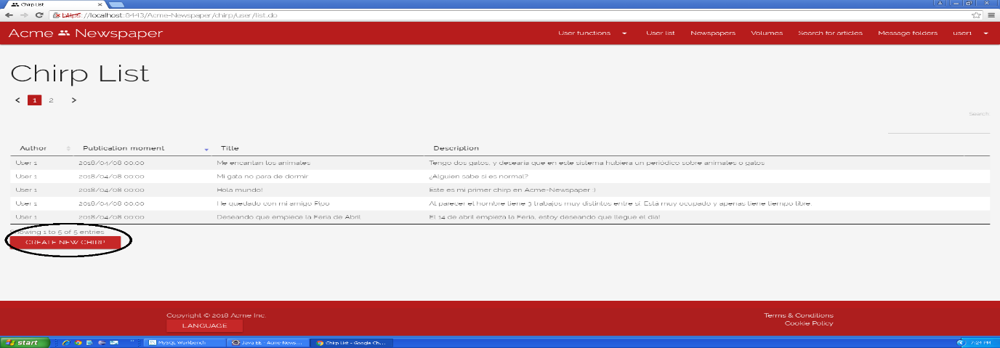 Chirp List
https://localhost:8443/Acme-Newspaper/chirp/user/list.do
Acme Newspaper User functions User list Newspapers Volumes Search for articles Message folders user1
Chirp List
< 1 2 >
Search:
Author Publication moment Title Description
User 1 2018/04/08 00:00 Me encantan los animales Tengo dos gatos, y desearía que en este sistema hubiera un periódico sobre animales o gatos
User 1 2018/04/08 00:00 Mi gata no para de dormir ¿Alguien sabe si es normal?
User 1 2018/04/08 00:00 Hola mundo! Este es mi primer chirp en Acme-Newspaper :)
User 1 2018/04/08 00:00 He quedado con mi amigo Pipo Al parecer el hombre tiene 3 trabajos muy distintos entre sí. Está muy ocupado y apenas tiene tiempo libre.
User 1 2018/04/08 00:00 Deseando que empiece la Feria de Abril El 14 de abril empieza la Feria, estoy deseando que llegue el día!
Showing 1 to 5 of 5 entries
CREATE NEW CHIRP
Copyright © 2018 Acme Inc. Terms & Conditions
LANGUAGE Cookie Policy
start MySQL Workbench Java EE - Acme-News... Chirp List - Google Ch... 7:24 PM